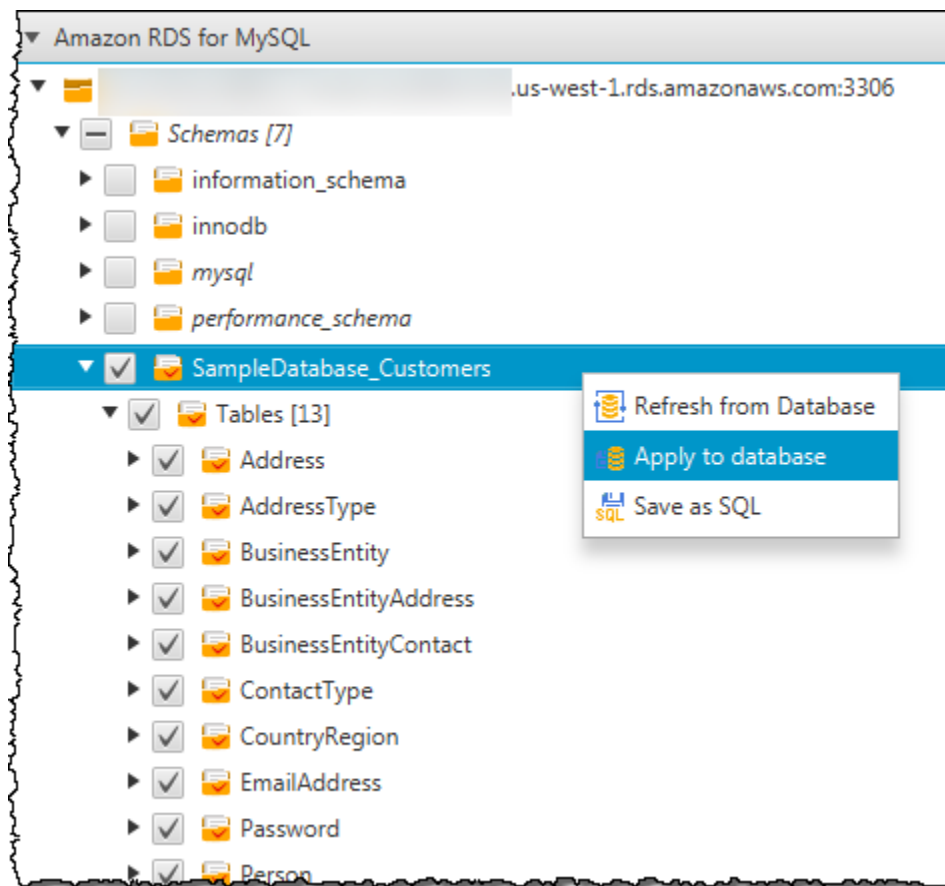 Amazon RDS for MySQL
.us-west-1.rds.amazonaws.com:3306
Schemas [7]
information_schema
innodb
mysql
performance_schema
SampleDatabase_Customers
Refresh from Database
Tables [13]
Apply to database
Address
SQL Save as SQL
AddressType
BusinessEntity
BusinessEntityAddress
BusinessEntityContact
ContactType
CountryRegion
EmailAddress
Password
Person